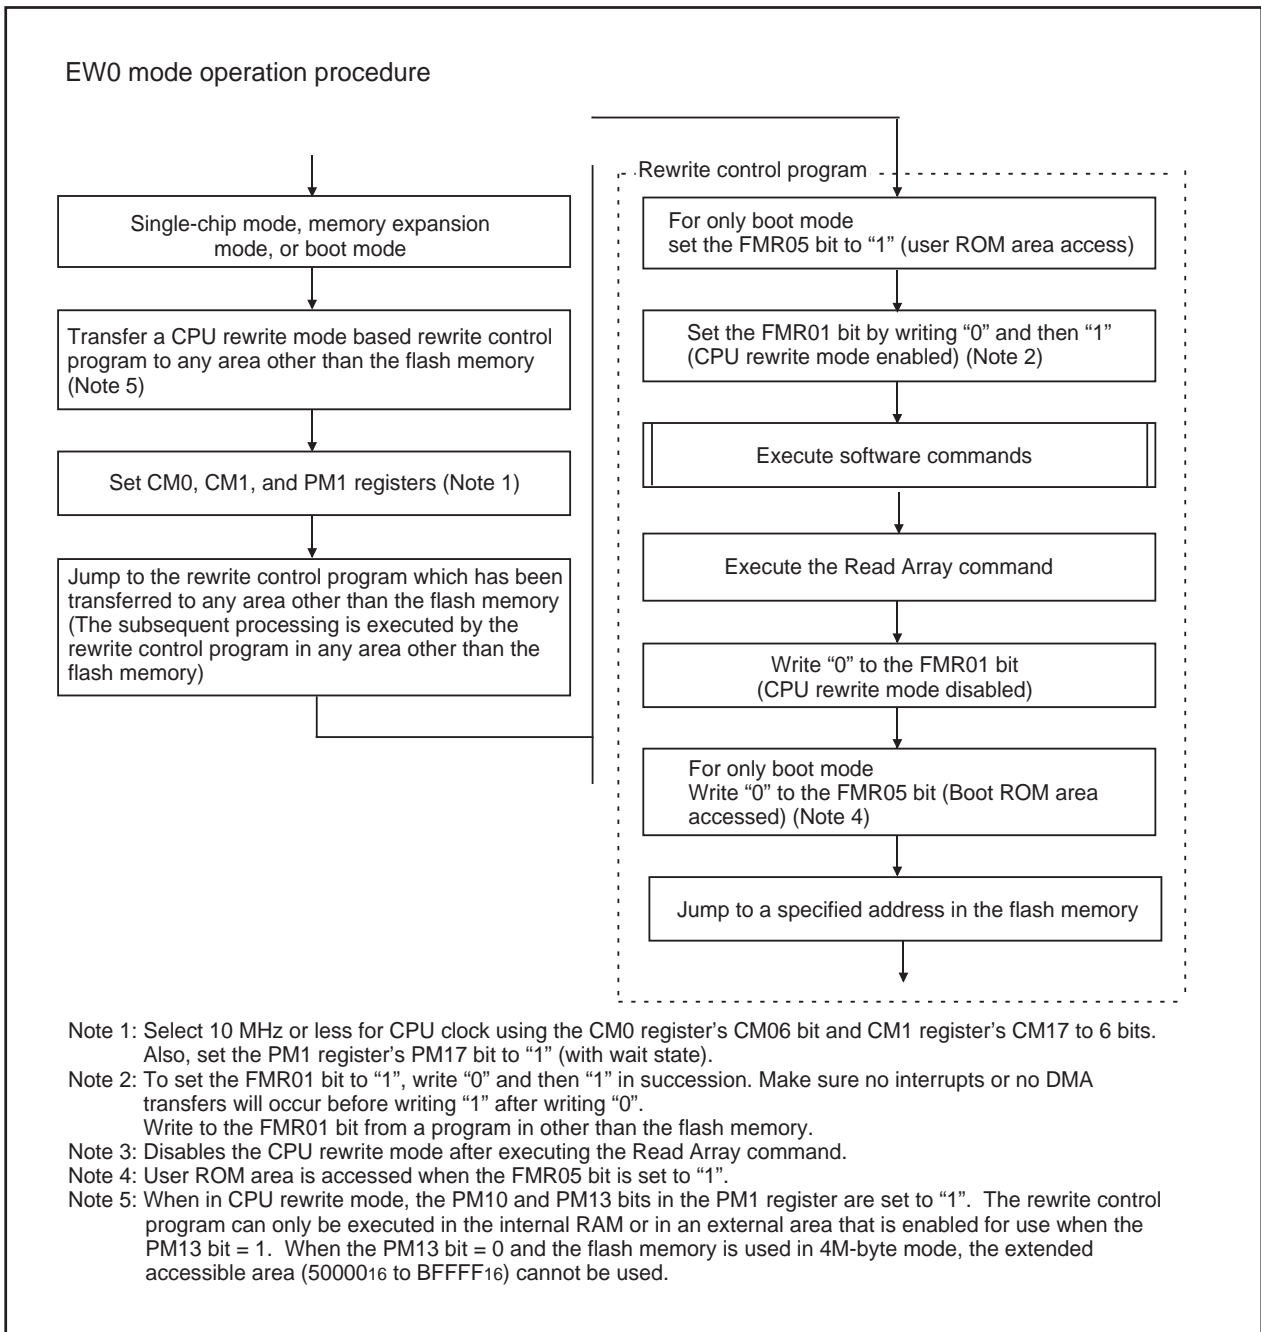 EW0 mode operation procedure
Single-chip mode, memory expansion
mode, or boot mode
Transfer a CPU rewrite mode based rewrite control
program to any area other than the flash memory
(Note 5)
Set CM0, CM1, and PM1 registers (Note 1)
Jump to the rewrite control program which has been
transferred to any area other than the flash memory
(The subsequent processing is executed by the
rewrite control program in any area other than the
flash memory)
Rewrite control program
For only boot mode
set the FMR05 bit to “1” (user ROM area access)
Set the FMR01 bit by writing “0” and then “1”
(CPU rewrite mode enabled) (Note 2)
Execute software commands
Execute the Read Array command
Write “0” to the FMR01 bit
(CPU rewrite mode disabled)
For only boot mode
Write “0” to the FMR05 bit (Boot ROM area
accessed) (Note 4)
Jump to a specified address in the flash memory
Note 1: Select 10 MHz or less for CPU clock using the CM0 register’s CM06 bit and CM1 register’s CM17 to 6 bits.
Also, set the PM1 register’s PM17 bit to “1” (with wait state).
Note 2: To set the FMR01 bit to “1”, write “0” and then “1” in succession. Make sure no interrupts or no DMA
transfers will occur before writing “1” after writing “0”.
Write to the FMR01 bit from a program in other than the flash memory.
Note 3: Disables the CPU rewrite mode after executing the Read Array command.
Note 4: User ROM area is accessed when the FMR05 bit is set to “1”.
Note 5: When in CPU rewrite mode, the PM10 and PM13 bits in the PM1 register are set to “1”. The rewrite control
program can only be executed in the internal RAM or in an external area that is enabled for use when the
PM13 bit = 1. When the PM13 bit = 0 and the flash memory is used in 4M-byte mode, the extended
accessible area (5000016 to BFFFF16) cannot be used.